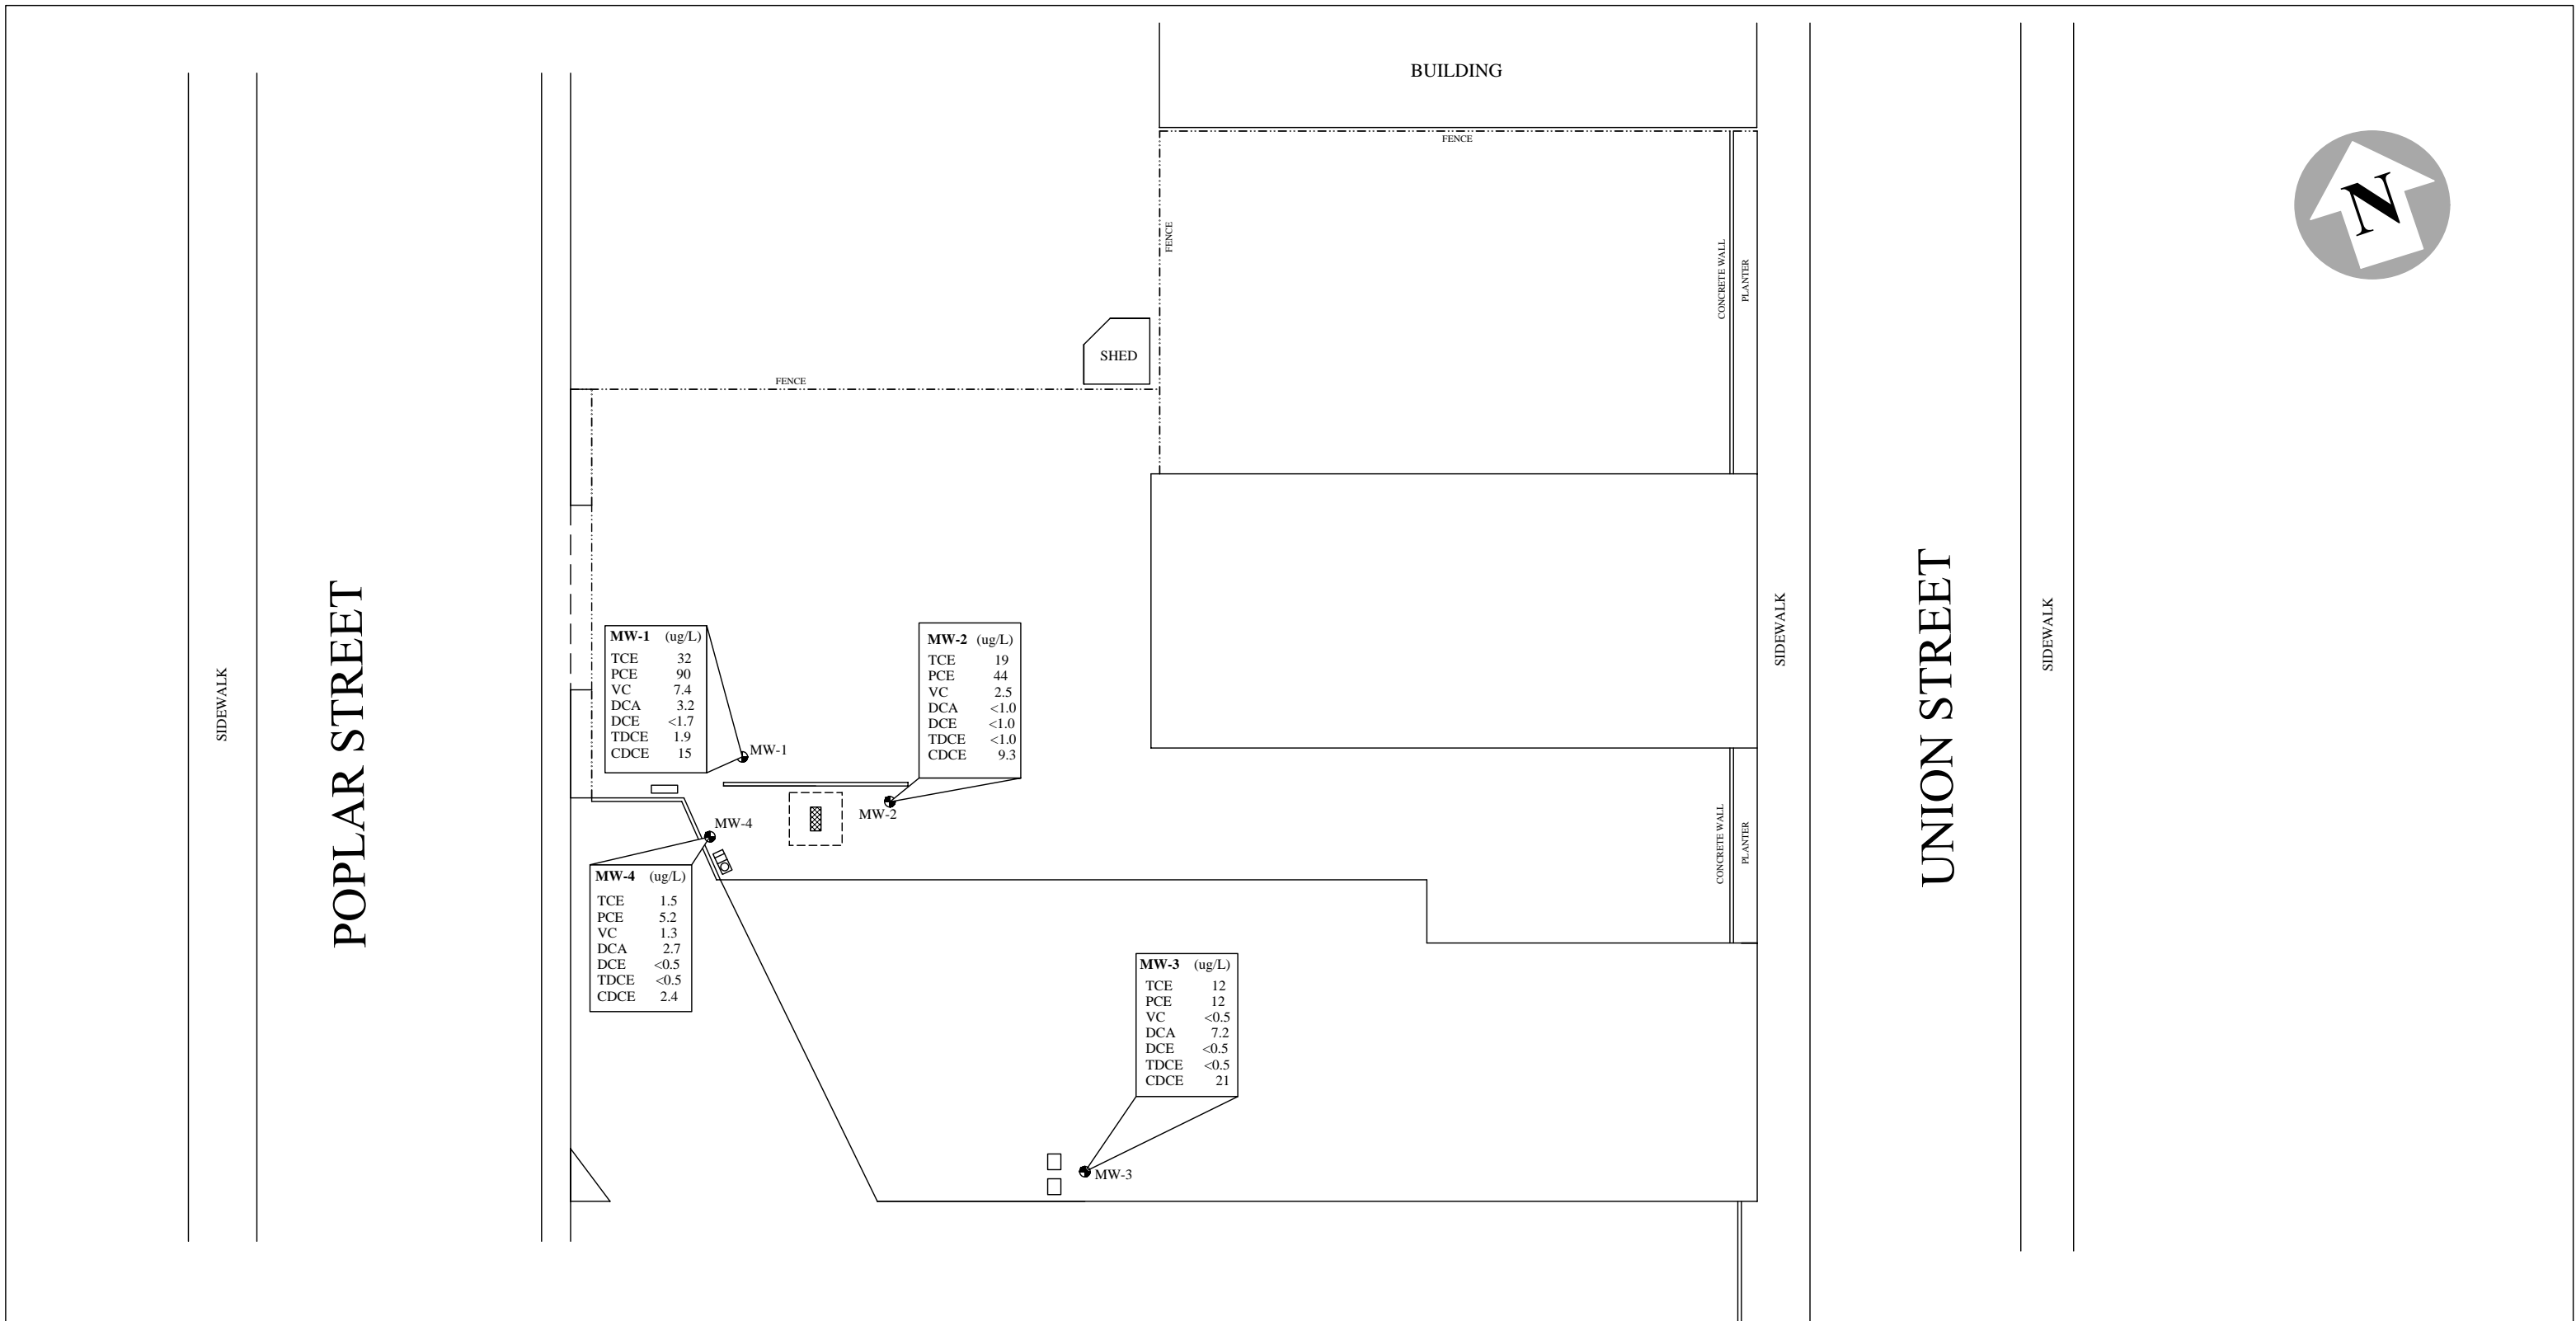 BUILDING
FENCE
FENCE
CONCRETE WALL
PLANTER
N
SHED
FENCE
POPLAR STREET
SIDEWALK
UNION STREET
SIDEWALK
SIDEWALK
MW-1 (ug/L)
TCE 32
PCE 90
VC 7.4
DCA 3.2
DCE <1.7
TDCE 1.9
CDCE 15
MW-1
MW-2 (ug/L)
TCE 19
PCE 44
VC 2.5
DCA <1.0
DCE <1.0
TDCE <1.0
CDCE 9.3
MW-2
MW-4
MW-4 (ug/L)
TCE 1.5
PCE 5.2
VC 1.3
DCA 2.7
DCE <0.5
TDCE <0.5
CDCE 2.4
CONCRETE WALL
PLANTER
MW-3 (ug/L)
TCE 12
PCE 12
VC <0.5
DCA 7.2
DCE <0.5
TDCE <0.5
CDCE 21
MW-3